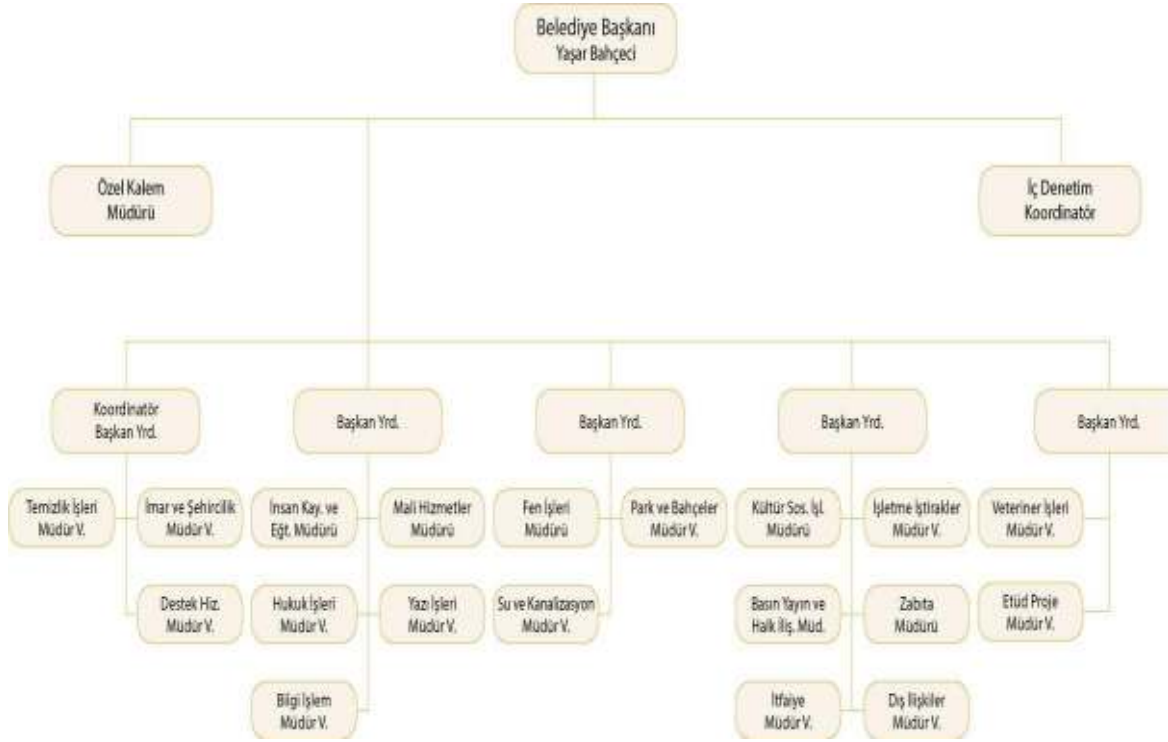 Belediye Başkanı
Yaşar Bahçeci
Özel Kalem
Müdürü
İç Denetim
Koordinatör
Koordinatör
Başkan Yrd.
Başkan Yrd.
Başkan Yrd.
Başkan Yrd.
Başkan Yrd.
Temizlik İşleri
Müdür V.
İmar ve Şehircilik
Müdür V.
İnsan Kay. ve
Eğt. Müdürü
Mali Hizmetler
Müdürü
Fen İşleri
Müdürü
Park ve Bahçeler
Müdür V.
Kültür Sos. İşl.
Müdürü
İşletme İştirakler
Müdür V.
Veteriner İşleri
Müdür V.
Destek Hiz.
Müdür V.
Hukuk İşleri
Müdür V.
Yazı İşleri
Müdür V.
Su ve Kanalizasyon
Müdür V.
Basın Yayın ve
Halk İliş. Müd.
Zabıta
Müdürü
Etüd Proje
Müdür V.
Bilgi İşlem
Müdür V.
İtfaiye
Müdür V.
Dış İlişkiler
Müdür V.